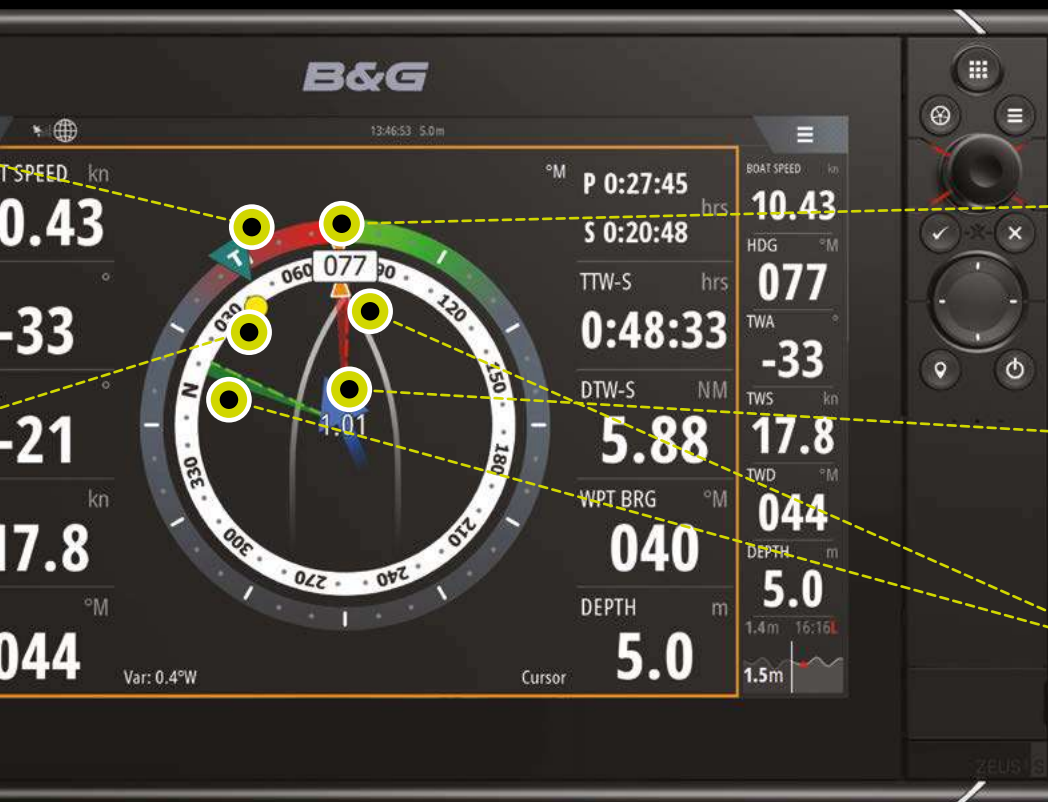 B&G
13:46:53 5.0m
T SPEED kn
0.43
°
-33
°
-21
kn
17.8
°M
044
Var: 0.4°W
T
077
060
90
120
150
180
210
240
270
300
330
N
030
1.01
°M
P 0:27:45
hrs
S 0:20:48
TTW-S hrs
0:48:33
DTW-S NM
5.88
WPT BRG °M
040
DEPTH m
5.0
Cursor
BOAT SPEED kn
10.43
HDG °M
077
TWA °
-33
TWS kn
17.8
TWD °M
044
DEPTH m
5.0
1.4m 16:16L
1.5m
ZEUS S